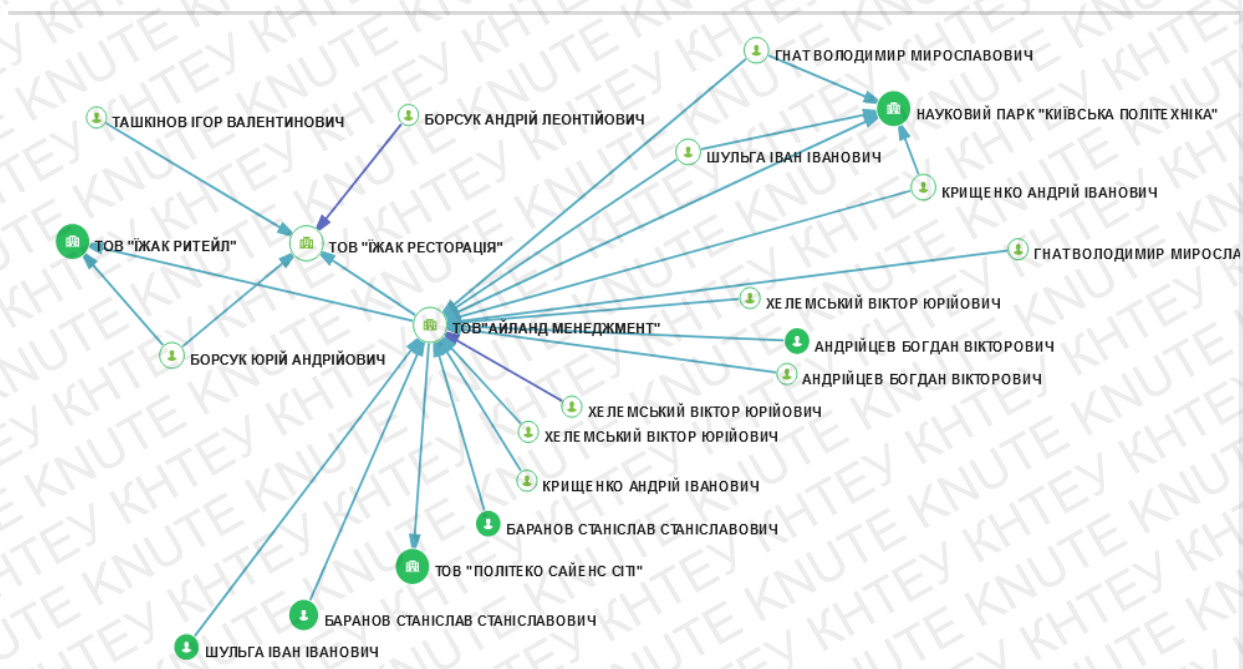 ГНАТ ВОЛОДИМИР МИРОСЛАВОВИЧ
ТАШКІНОВ ІГОР ВАЛЕНТИНОВИЧ
БОРСУК АНДРІЙ ЛЕОНТІЙОВИЧ
НАУКОВИЙ ПАРК "КИЇВСЬКА ПОЛІТЕХНІКА"
ШУЛЬГА ІВАН ІВАНОВИЧ
КРИЩЕНКО АНДРІЙ ІВАНОВИЧ
ТОВ "ЇЖАК РИТЕЙЛ"
ТОВ "ЇЖАК РЕСТОРАЦІЯ"
ГНАТ ВОЛОДИМИР МИРОСЛА
ХЕЛЕМСЬКИЙ ВІКТОР ЮРІЙОВИЧ
ТОВ"АЙЛАНД МЕНЕДЖМЕНТ"
АНДРІЙЦЕВ БОГДАН ВІКТОРОВИЧ
БОРСУК ЮРІЙ АНДРІЙОВИЧ
АНДРІЙЦЕВ БОГДАН ВІКТОРОВИЧ
ХЕЛЕМСЬКИЙ ВІКТОР ЮРІЙОВИЧ
ХЕЛЕМСЬКИЙ ВІКТОР ЮРІЙОВИЧ
КРИЩЕНКО АНДРІЙ ІВАНОВИЧ
БАРАНОВ СТАНІСЛАВ СТАНІСЛАВОВИЧ
ТОВ "ПОЛІТЕКО САЙЕНС СІТІ"
БАРАНОВ СТАНІСЛАВ СТАНІСЛАВОВИЧ
ШУЛЬГА ІВАН ІВАНОВИЧ